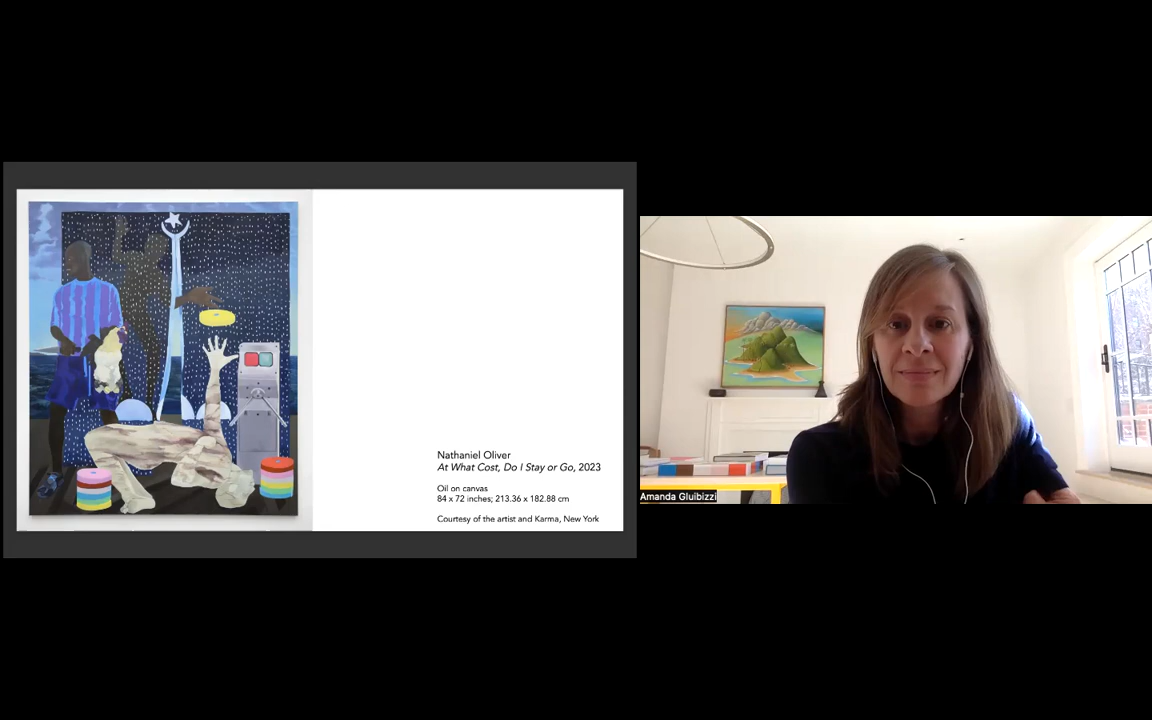 Nathaniel Oliver
At What Cost, Do I Stay or Go, 2023
Oil on canvas
84 x 72 inches; 213.36 x 182.88 cm
Courtesy of the artist and Karma, New York
Amanda Gluibizzi